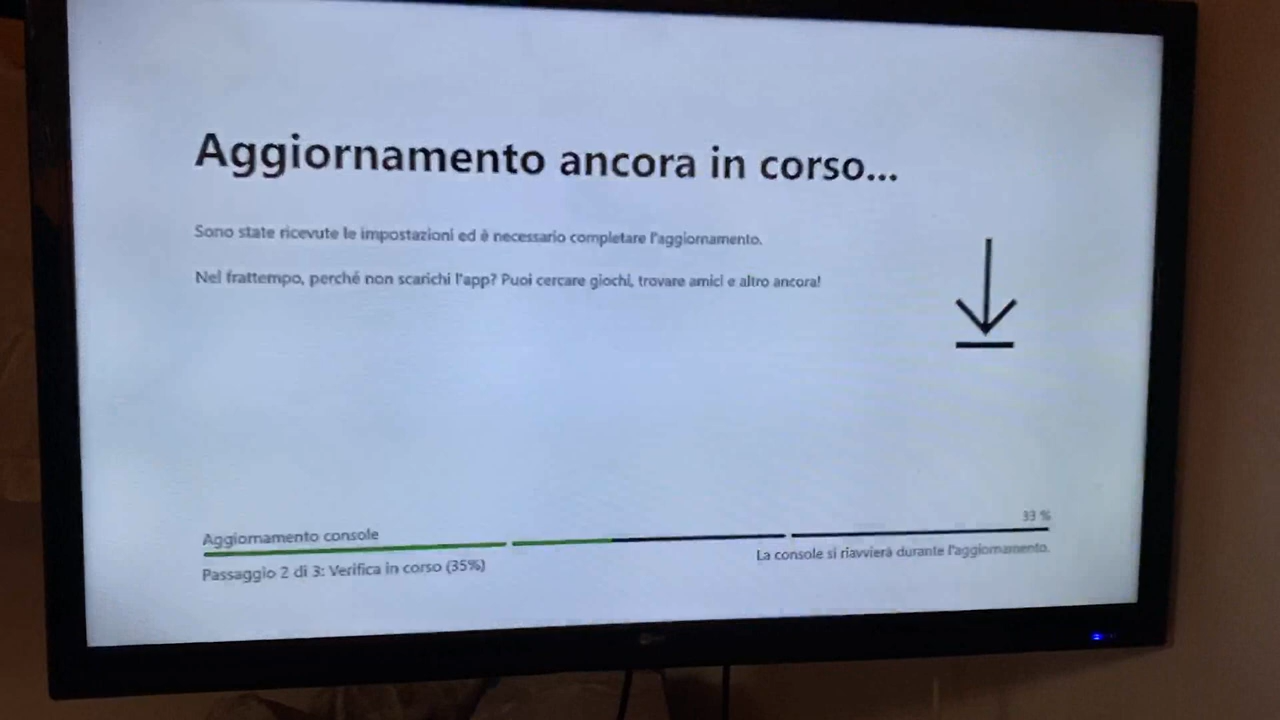 Aggiornamento ancora in corso...
Sono state ricevute le impostazioni ed è necessario completare l'aggiornamento.
Nel frattempo, perché non scarichi l'app? Puoi cercare giochi, trovare amici e altro ancora!
33 %
Aggiornamento console
Passaggio 2 di 3: Verifica in corso (35%)
La console si riavvierà durante l'aggiornamento.